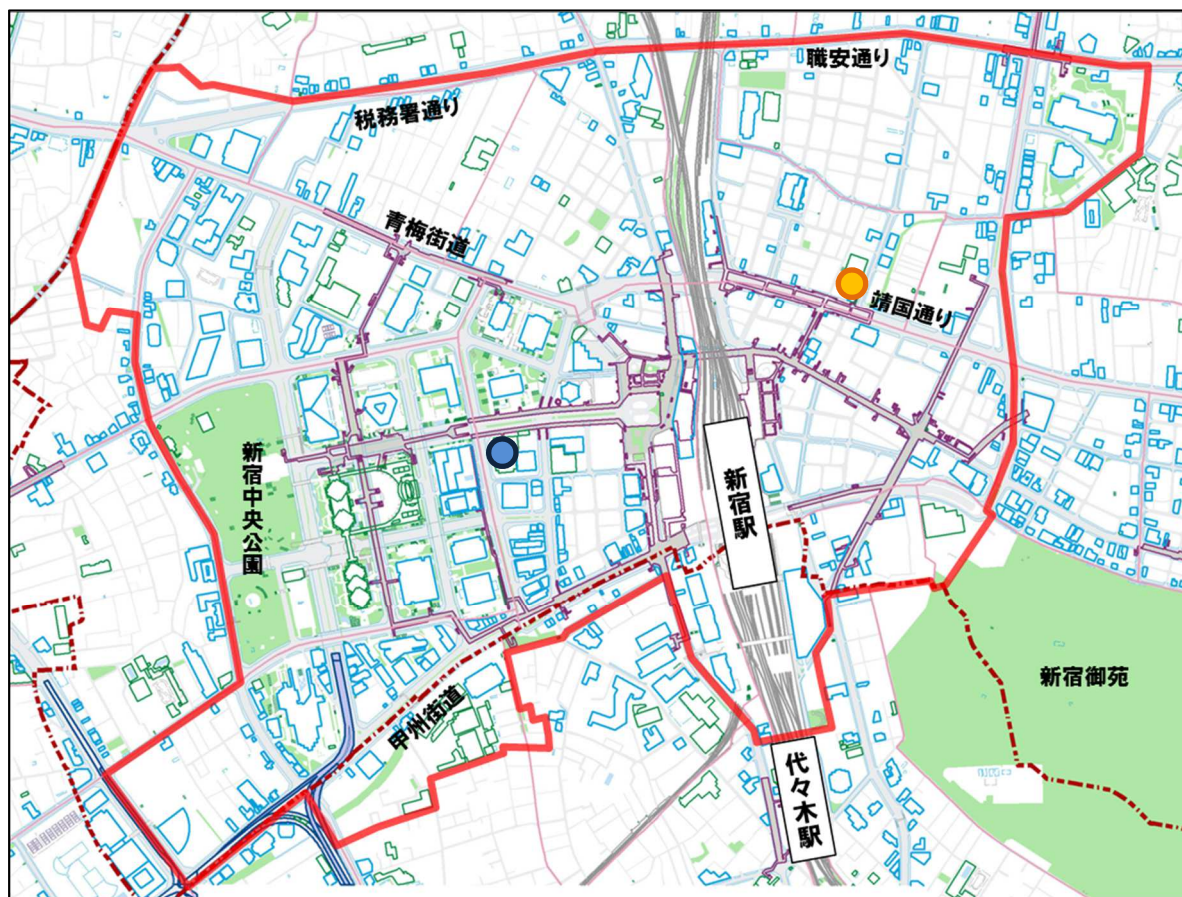 職安通り
税務署通り
青梅街道
靖国通り
新宿中央公園
新宿駅
甲州街道
新宿御苑
代々木駅